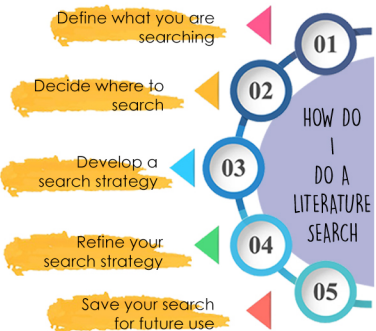 Define what you are
searching
01
Decide where to
search
02
Develop a
search strategy
03
Refine your
search strategy
04
Save your search
for future use
05
HOW DO
I
DO A
LITERATURE
SEARCH